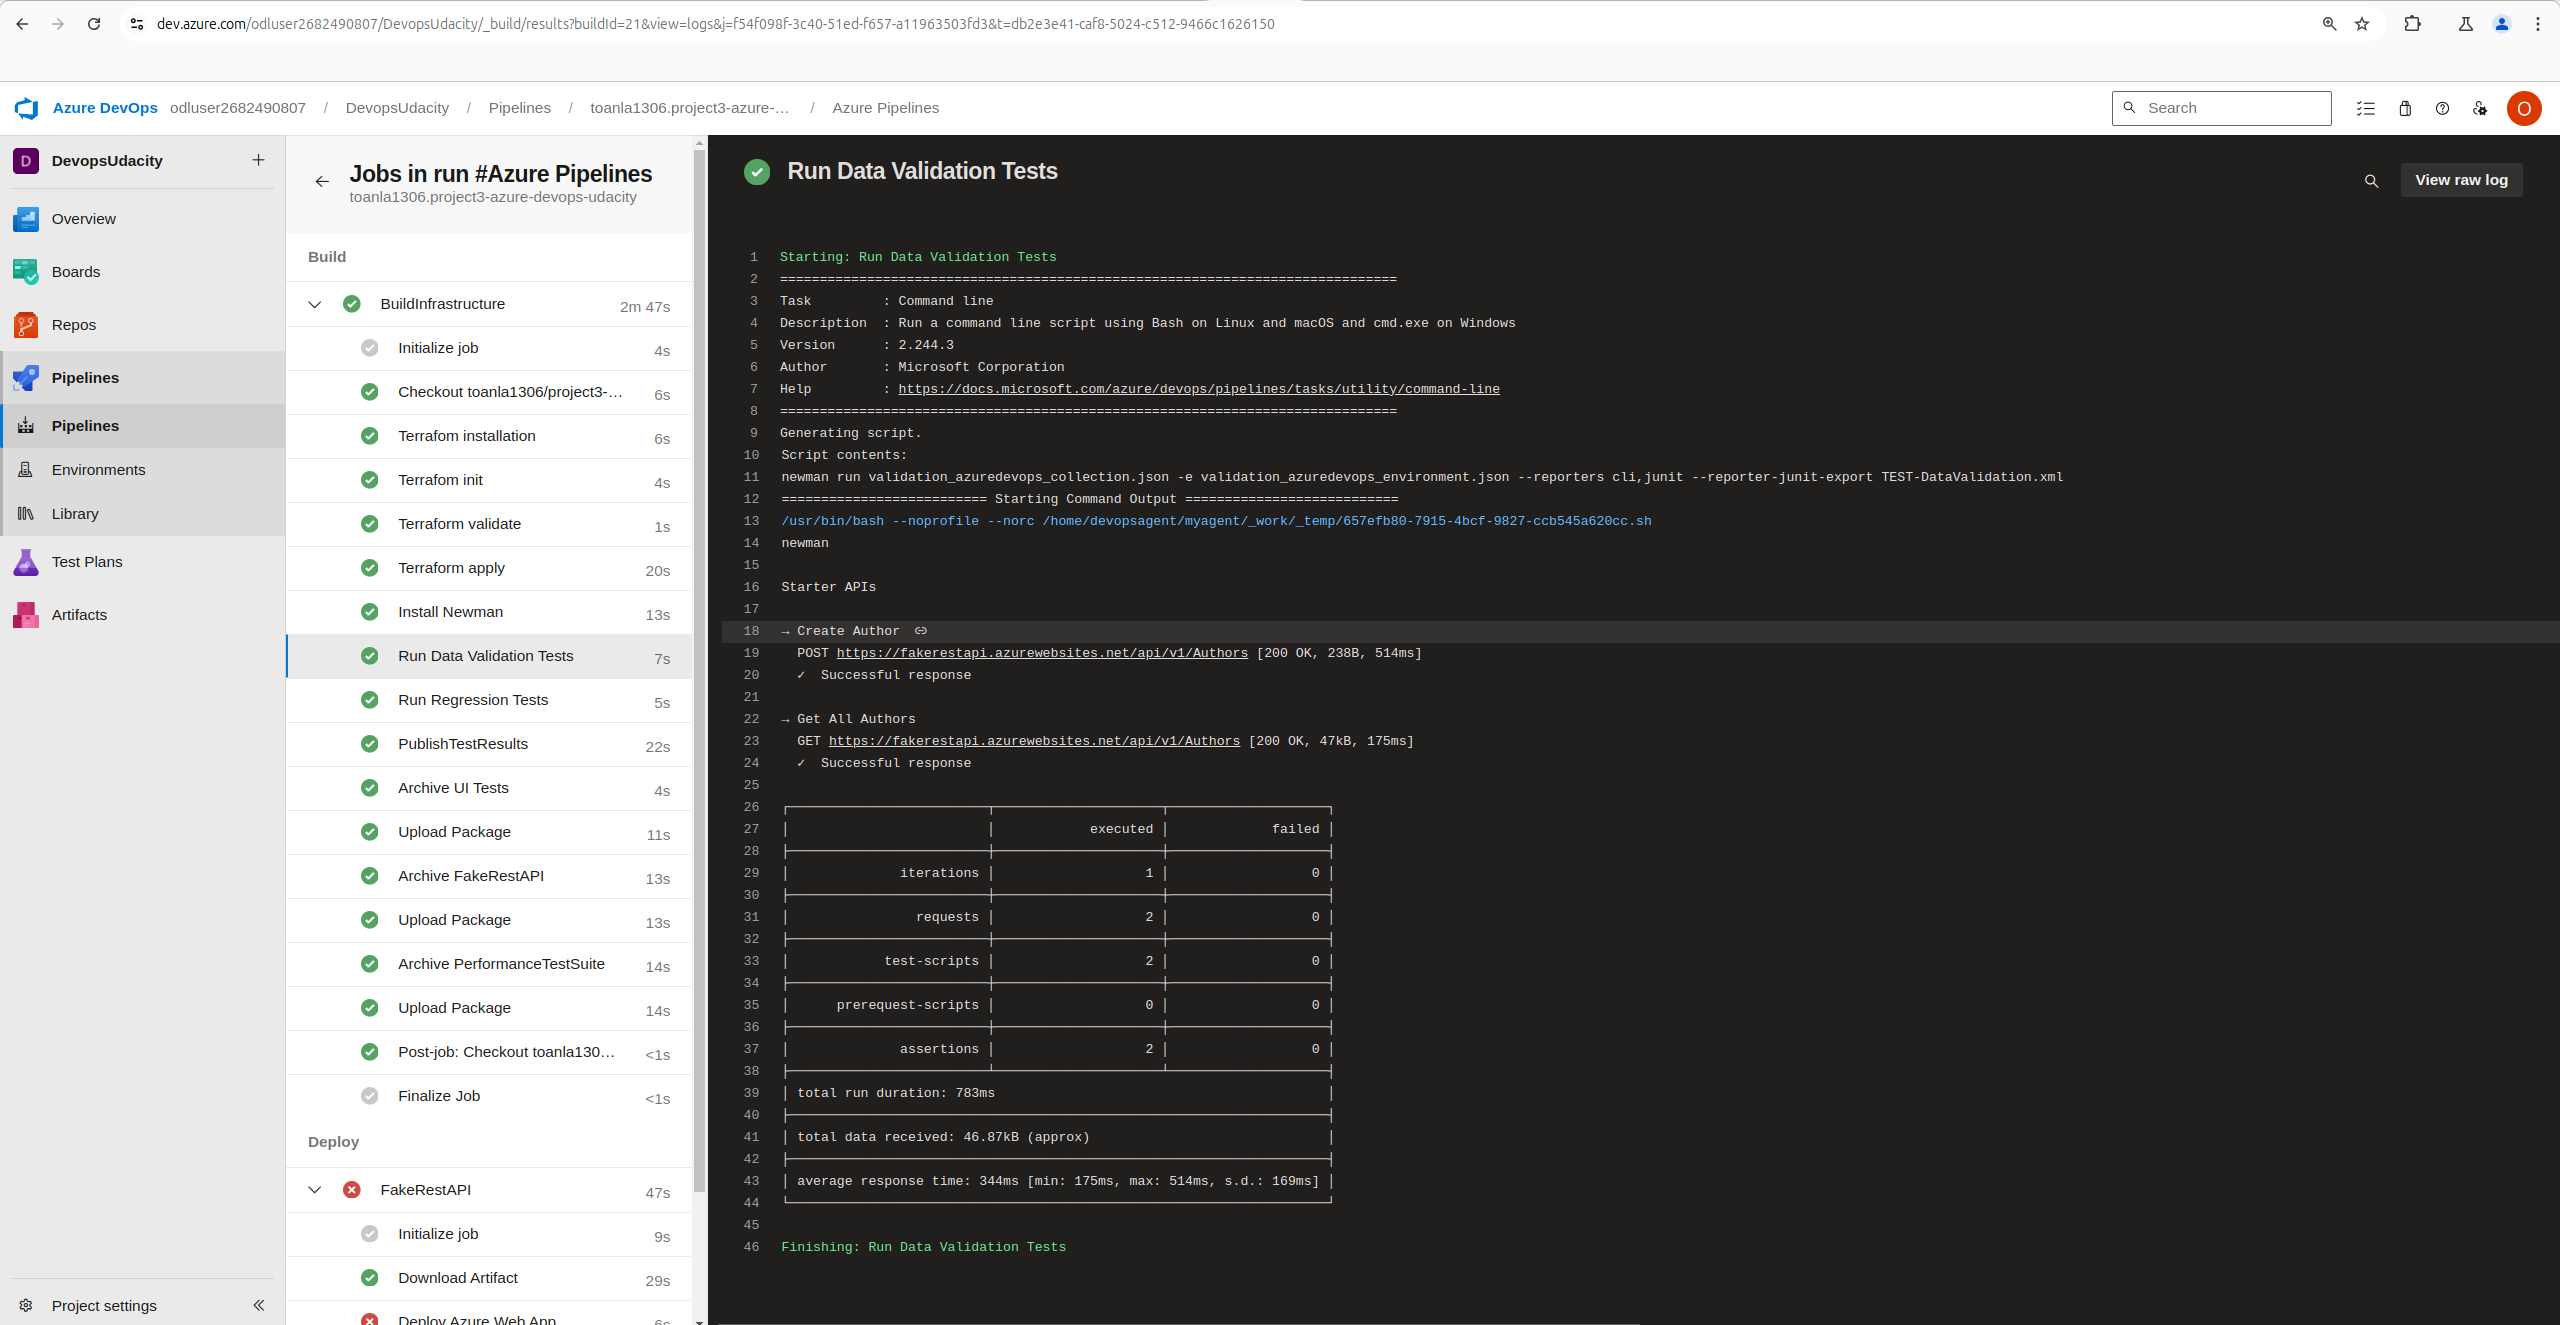 dev.azure.com/odluser2682490807/DevopsUdacity/_build/results?buildId=21&view=logs&j=f54f098f-3c40-51ed-f657-a11963503fd3&t=db2e3e41-caf8-5024-c512-9466c1626150
Azure DevOps odluser2682490807 / DevopsUdacity / Pipelines / toanla1306.project3-azure-... / Azure Pipelines
Search
O
D DevopsUdacity
Overview
Boards
Repos
Pipelines
Pipelines
Environments
Library
Test Plans
Artifacts
Project settings
Jobs in run #Azure Pipelines
toanla1306.project3-azure-devops-udacity
Build
BuildInfrastructure 2m 47s
Initialize job 4s
Checkout toanla1306/project3-... 6s
Terrafom installation 6s
Terrafom init 4s
Terraform validate 1s
Terraform apply 20s
Install Newman 13s
Run Data Validation Tests 7s
Run Regression Tests 5s
PublishTestResults 22s
Archive UI Tests 4s
Upload Package 11s
Archive FakeRestAPI 13s
Upload Package 13s
Archive PerformanceTestSuite 14s
Upload Package 14s
Post-job: Checkout toanla130... <1s
Finalize Job <1s
Deploy
FakeRestAPI 47s
Initialize job 9s
Download Artifact 29s
Deploy Azure Web App 6s
Run Data Validation Tests
View raw log
1 Starting: Run Data Validation Tests
2 ==============================================================================
3 Task         : Command line
4 Description  : Run a command line script using Bash on Linux and macOS and cmd.exe on Windows
5 Version      : 2.244.3
6 Author       : Microsoft Corporation
7 Help         : https://docs.microsoft.com/azure/devops/pipelines/tasks/utility/command-line
8 ==============================================================================
9 Generating script.
10 Script contents:
11 newman run validation_azuredevops_collection.json -e validation_azuredevops_environment.json --reporters cli,junit --reporter-junit-export TEST-DataValidation.xml
12 ========================== Starting Command Output ===========================
13 /usr/bin/bash --noprofile --norc /home/devopsagent/myagent/_work/_temp/657efb80-7915-4bcf-9827-ccb545a620cc.sh
14 newman
15
16 Starter APIs
17
18 → Create Author
19 POST https://fakerestapi.azurewebsites.net/api/v1/Authors [200 OK, 238B, 514ms]
20 ✓ Successful response
21
22 → Get All Authors
23 GET https://fakerestapi.azurewebsites.net/api/v1/Authors [200 OK, 47kB, 175ms]
24 ✓ Successful response
25
26
27 executed failed
28
29 iterations 1 0
30
31 requests 2 0
32
33 test-scripts 2 0
34
35 prerequest-scripts 0 0
36
37 assertions 2 0
38
39 total run duration: 783ms
40
41 total data received: 46.87kB (approx)
42
43 average response time: 344ms [min: 175ms, max: 514ms, s.d.: 169ms]
44
45
46 Finishing: Run Data Validation Tests